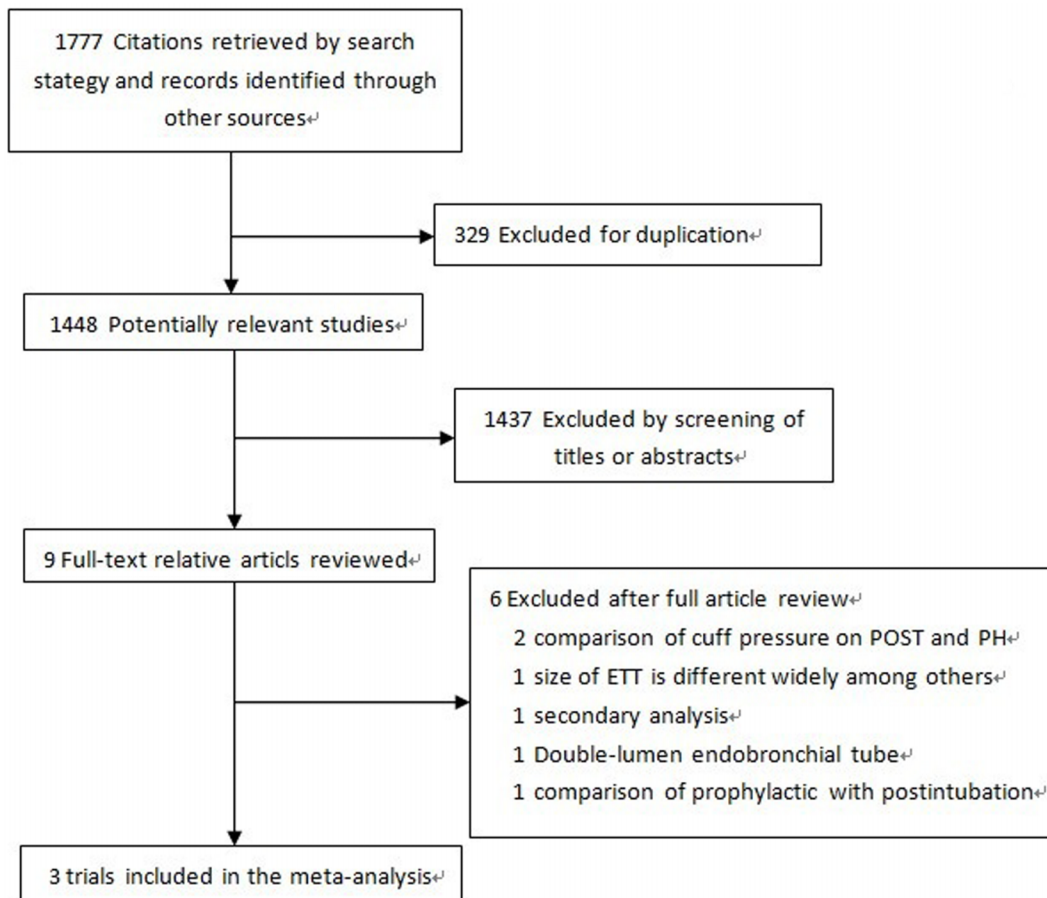 1777 Citations retrieved by search
stategy and records identified through
other sources↵
329 Excluded for duplication↵
1448 Potentially relevant studies↵
1437 Excluded by screening of
titles or abstracts↵
9 Full-text relative articls reviewed↵
6 Excluded after full article review↵
2 comparison of cuff pressure on POST and PH↵
1 size of ETT is different widely among others↵
1 secondary analysis↵
1 Double-lumen endobronchial tube↵
1 comparison of prophylactic with postintubation↵
3 trials included in the meta-analysis↵